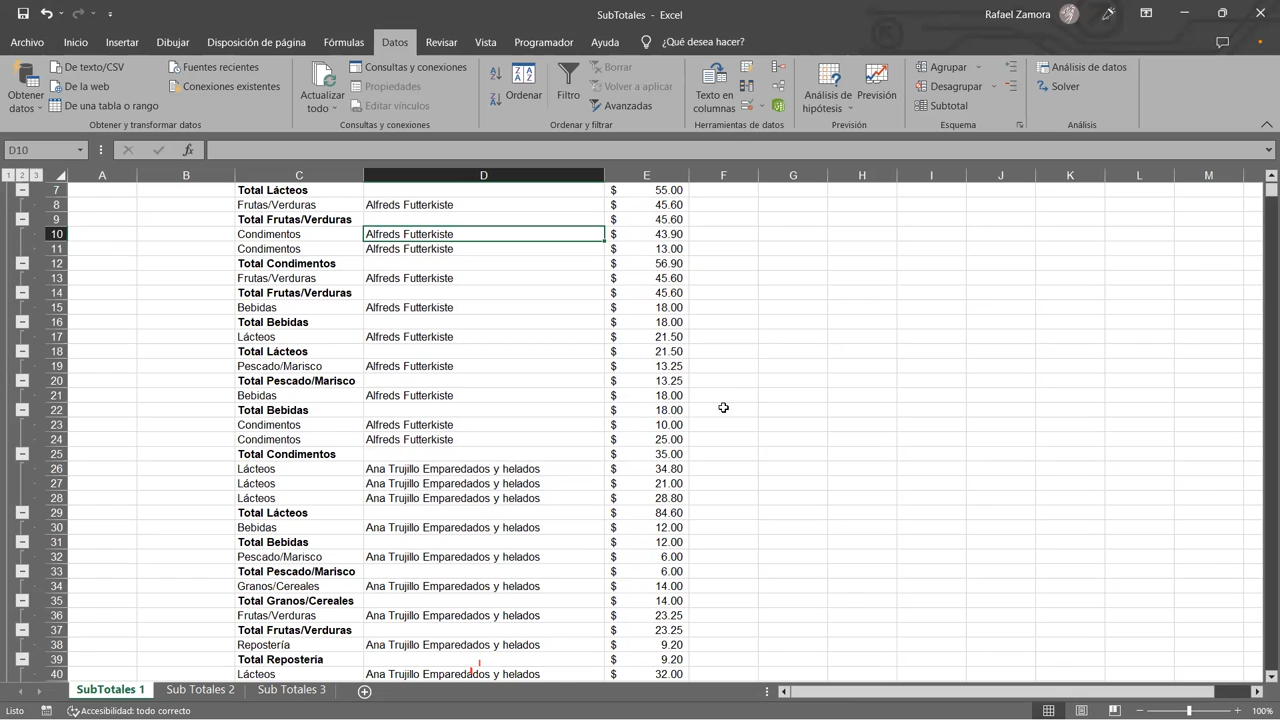 SubTotales - Excel
Rafael Zamora
Archivo Inicio Insertar Dibujar Disposición de página Fórmulas Datos Revisar Vista Programador Ayuda ¿Qué desea hacer?
Obtener datos
De texto/CSV
De la web
De una tabla o rango
Fuentes recientes
Conexiones existentes
Obtener y transformar datos
Actualizar todo
Consultas y conexiones
Propiedades
Editar vínculos
Consultas y conexiones
Ordenar
Filtro
Borrar
Volver a aplicar
Avanzadas
Ordenar y filtrar
Texto en columnas
Herramientas de datos
Análisis de hipótesis
Previsión
Previsión
Agrupar
Desagrupar
Subtotal
Esquema
Análisis de datos
Solver
Análisis
D10
fx
1 2 3 A B C D E F G H I J K L M
7 Total Lácteos $ 55.00
8 Frutas/Verduras Alfreds Futterkiste $ 45.60
9 Total Frutas/Verduras $ 45.60
10 Condimentos Alfreds Futterkiste $ 43.90
11 Condimentos Alfreds Futterkiste $ 13.00
12 Total Condimentos $ 56.90
13 Frutas/Verduras Alfreds Futterkiste $ 45.60
14 Total Frutas/Verduras $ 45.60
15 Bebidas Alfreds Futterkiste $ 18.00
16 Total Bebidas $ 18.00
17 Lácteos Alfreds Futterkiste $ 21.50
18 Total Lácteos $ 21.50
19 Pescado/Marisco Alfreds Futterkiste $ 13.25
20 Total Pescado/Marisco $ 13.25
21 Bebidas Alfreds Futterkiste $ 18.00
22 Total Bebidas $ 18.00
23 Condimentos Alfreds Futterkiste $ 10.00
24 Condimentos Alfreds Futterkiste $ 25.00
25 Total Condimentos $ 35.00
26 Lácteos Ana Trujillo Emparedados y helados $ 34.80
27 Lácteos Ana Trujillo Emparedados y helados $ 21.00
28 Lácteos Ana Trujillo Emparedados y helados $ 28.80
29 Total Lácteos $ 84.60
30 Bebidas Ana Trujillo Emparedados y helados $ 12.00
31 Total Bebidas $ 12.00
32 Pescado/Marisco Ana Trujillo Emparedados y helados $ 6.00
33 Total Pescado/Marisco $ 6.00
34 Granos/Cereales Ana Trujillo Emparedados y helados $ 14.00
35 Total Granos/Cereales $ 14.00
36 Frutas/Verduras Ana Trujillo Emparedados y helados $ 23.25
37 Total Frutas/Verduras $ 23.25
38 Repostería Ana Trujillo Emparedados y helados $ 9.20
39 Total Repostería $ 9.20
40 Lácteos Ana Trujillo Emparedados y helados $ 32.00
SubTotales 1 Sub Totales 2 Sub Totales 3
Listo Accesibilidad: todo correcto 100%